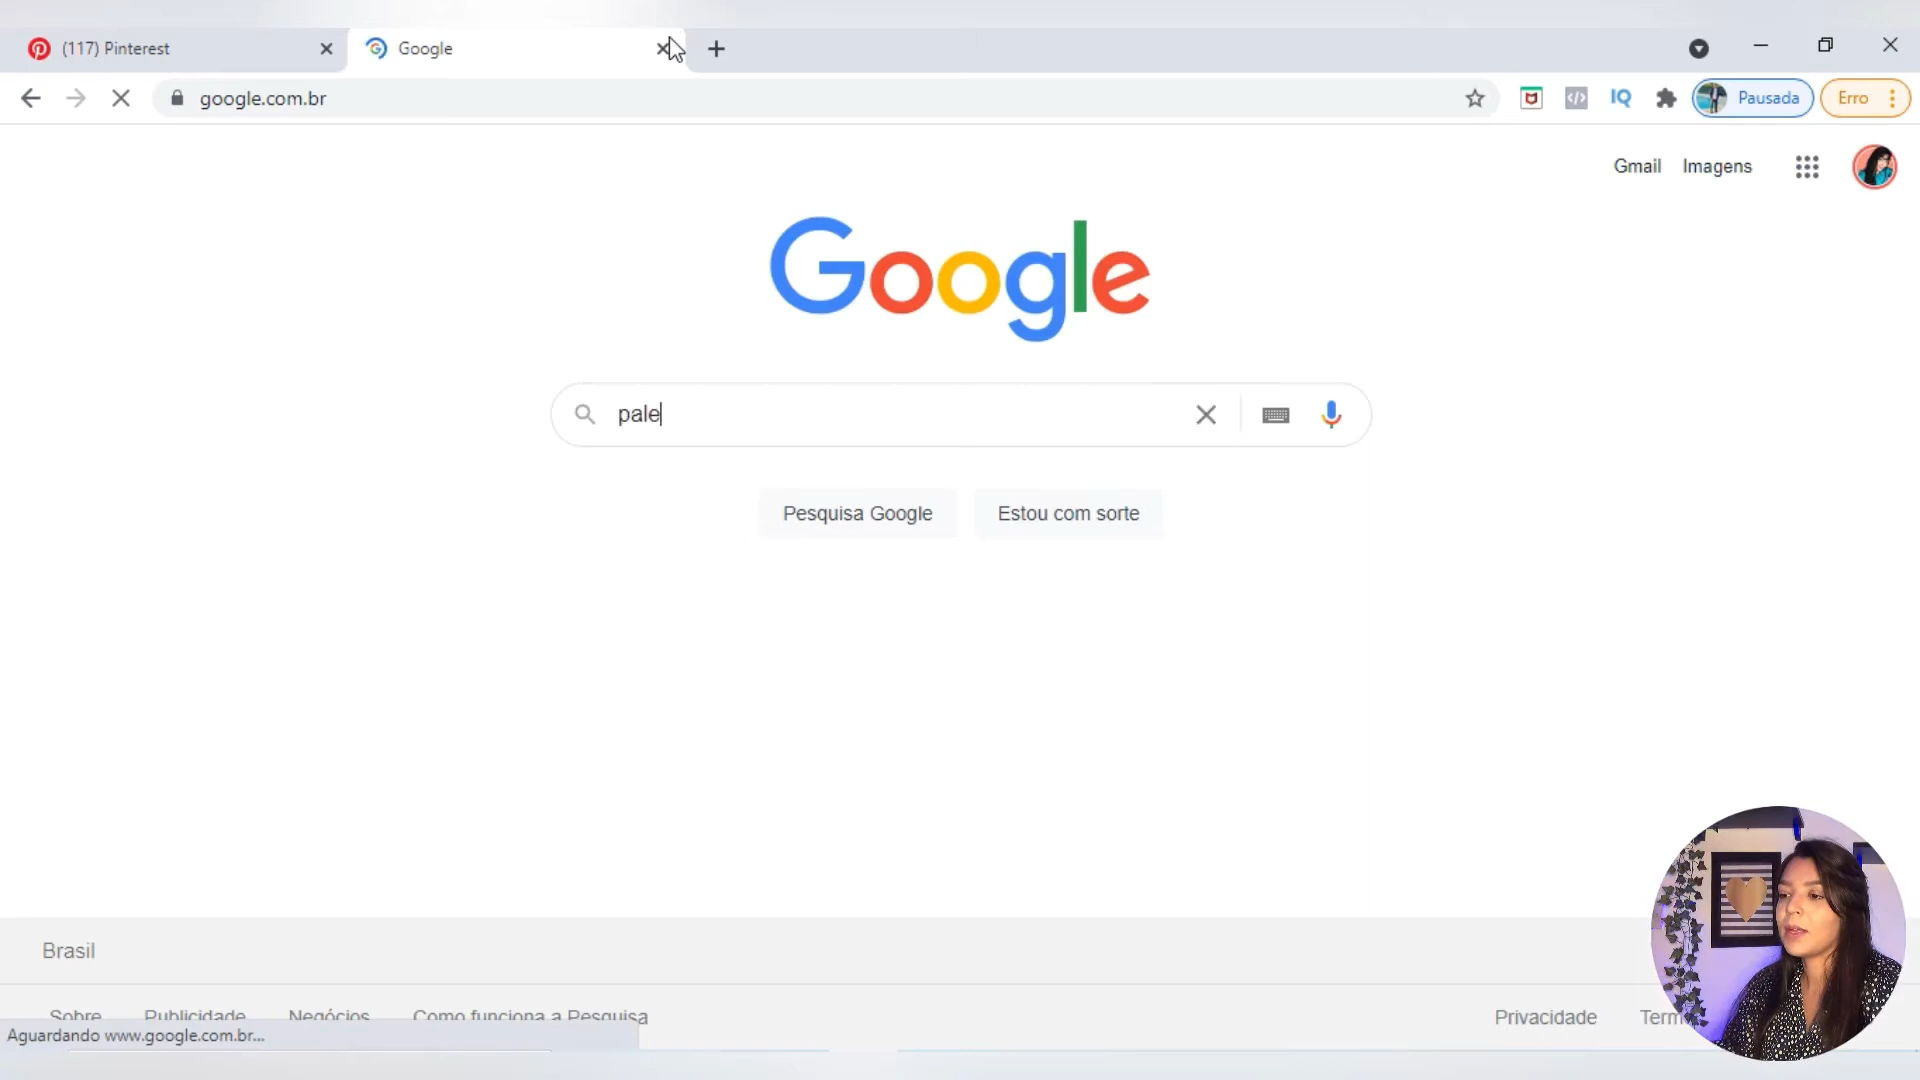 (117) Pinterest
Google
google.com.br
IQ
Pausada
Erro
Gmail
Imagens
Google
pale
Pesquisa Google
Estou com sorte
Brasil
Sobre
Publicidade
Negócios
Como funciona a Pesquisa
Privacidade
Aguardando www.google.com.br...